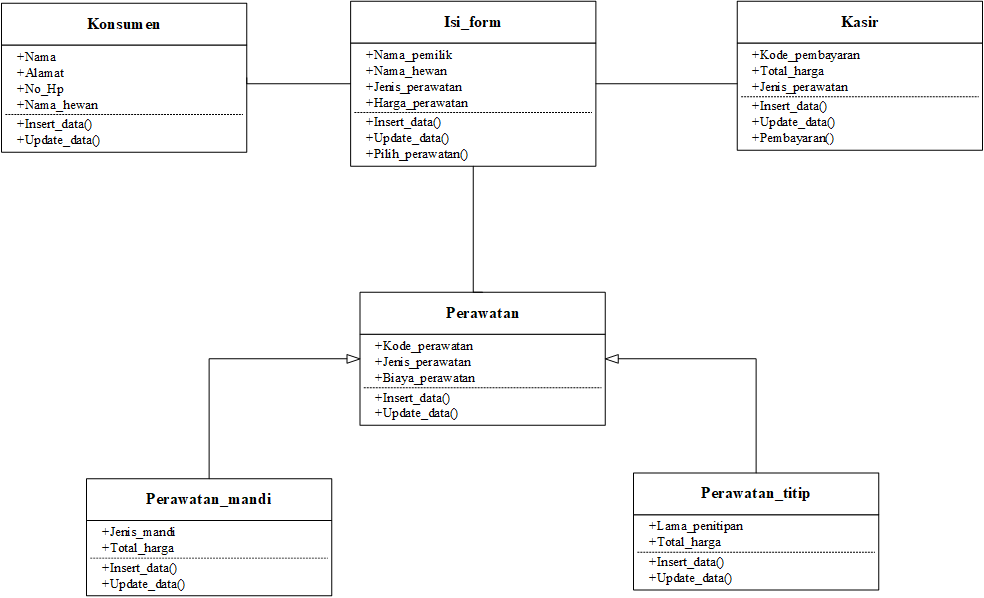 Konsumen
+Nama
+Alamat
+No_Hp
+Nama_hewan
+Insert_data()
+Update_data()
Isi_form
+Nama_pemilik
+Nama_hewan
+Jenis_perawatan
+Harga_perawatan
+Insert_data()
+Update_data()
+Pilih_perawatan()
Kasir
+Kode_pembayaran
+Total_harga
+Jenis_perawatan
+Insert_data()
+Update_data()
+Pembayaran()
Perawatan
+Kode_perawatan
+Jenis_perawatan
+Biaya_perawatan
+Insert_data()
+Update_data()
Perawatan_mandi
+Jenis_mandi
+Total_harga
+Insert_data()
+Update_data()
Perawatan_titip
+Lama_penitipan
+Total_harga
+Insert_data()
+Update_data()